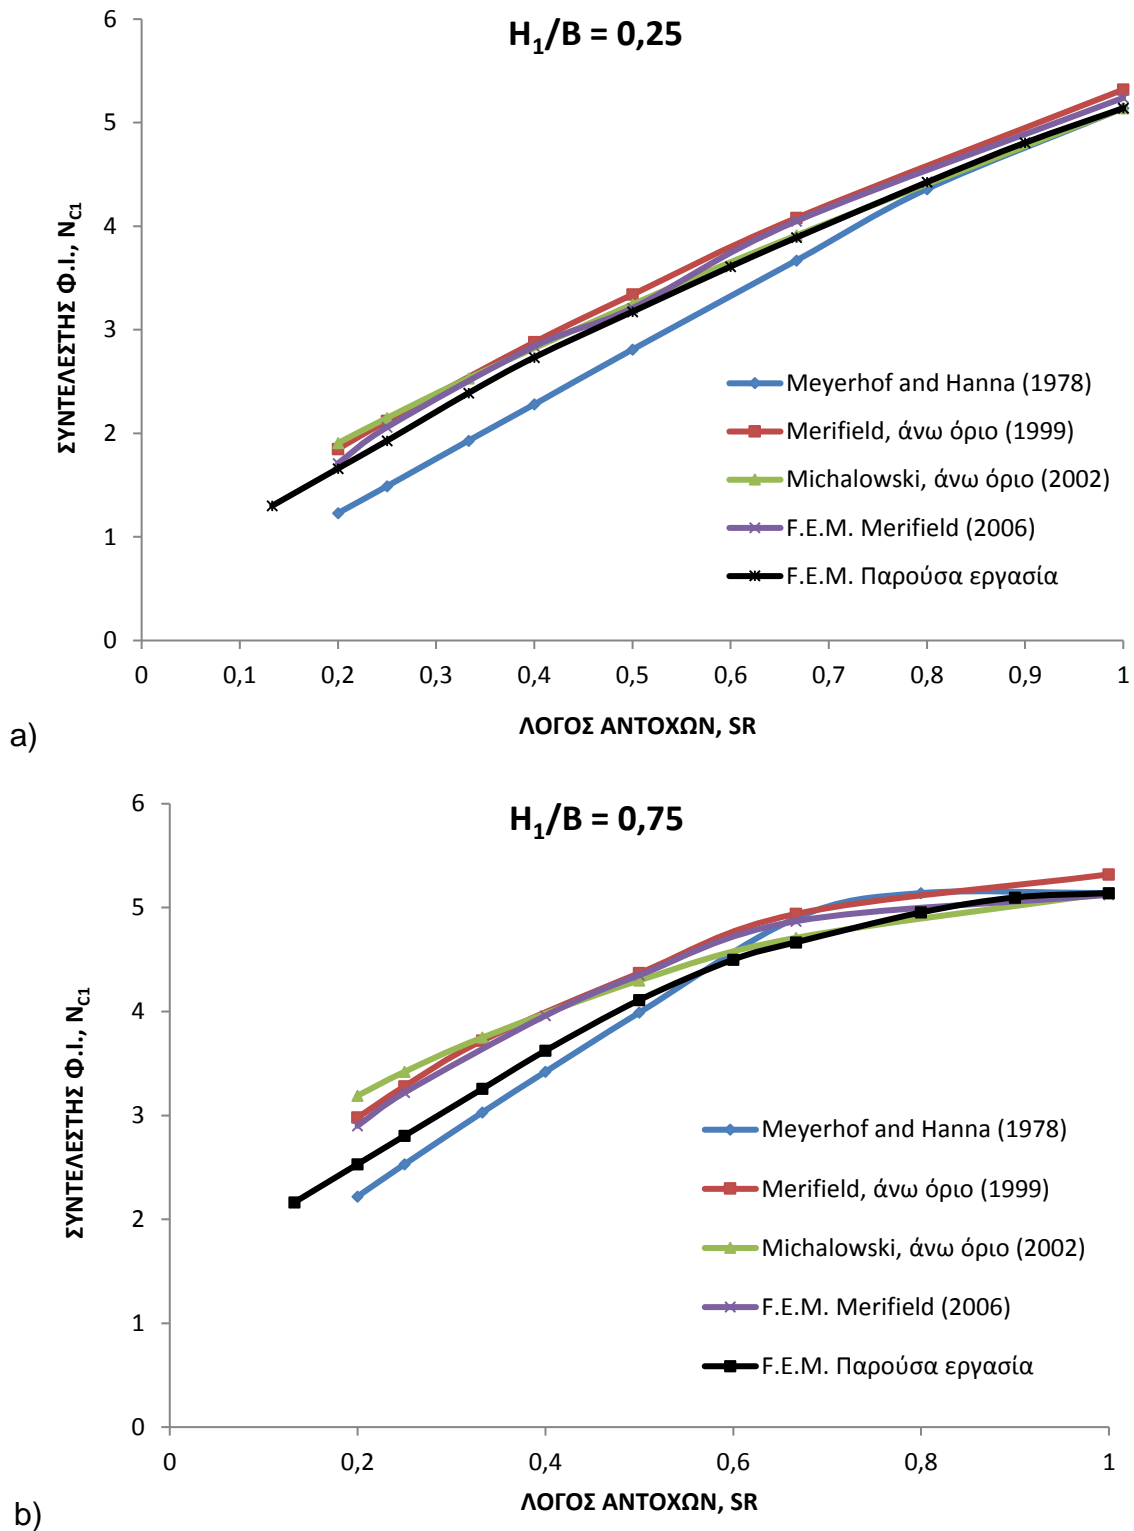 H₁/B = 0,25
ΣΥΝΤΕΛΕΣΤΗΣ Φ.Ι., N_C1
6
5
4
3
2
1
0
Meyerhof and Hanna (1978)
Merifield, άνω όριο (1999)
Michalowski, άνω όριο (2002)
F.E.M. Merifield (2006)
F.E.M. Παρούσα εργασία
0 0,1 0,2 0,3 0,4 0,5 0,6 0,7 0,8 0,9 1
ΛΟΓΟΣ ΑΝΤΟΧΩΝ, SR
a)
H₁/B = 0,75
ΣΥΝΤΕΛΕΣΤΗΣ Φ.Ι., N_C1
6
5
4
3
2
1
0
Meyerhof and Hanna (1978)
Merifield, άνω όριο (1999)
Michalowski, άνω όριο (2002)
F.E.M. Merifield (2006)
F.E.M. Παρούσα εργασία
0 0,2 0,4 0,6 0,8 1
ΛΟΓΟΣ ΑΝΤΟΧΩΝ, SR
b)